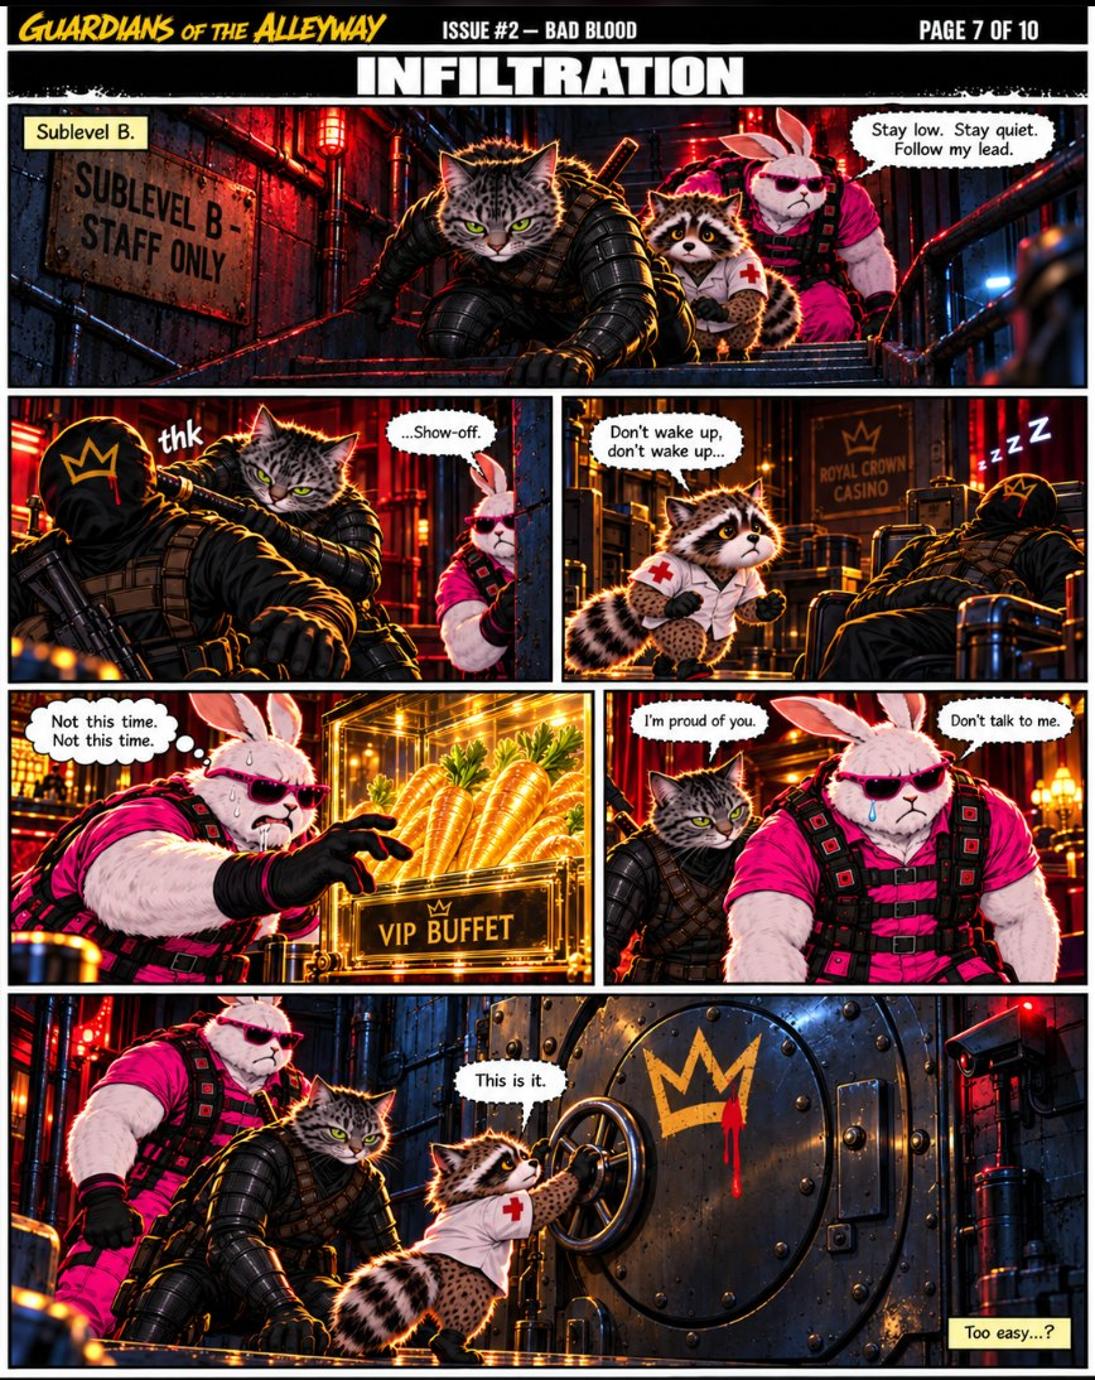 GUARDIANS OF THE ALLEYWAY
ISSUE #2 – BAD BLOOD
PAGE 7 OF 10
INFILTRATION
Sublevel B.
SUBLEVEL B -
STAFF ONLY
Stay low. Stay quiet.
Follow my lead.
thk
...Show-off.
Don't wake up,
don't wake up...
ROYAL CROWN
CASINO
z z z Z Z
Not this time.
Not this time.
VIP BUFFET
I'm proud of you.
Don't talk to me.
This is it.
Too easy...?